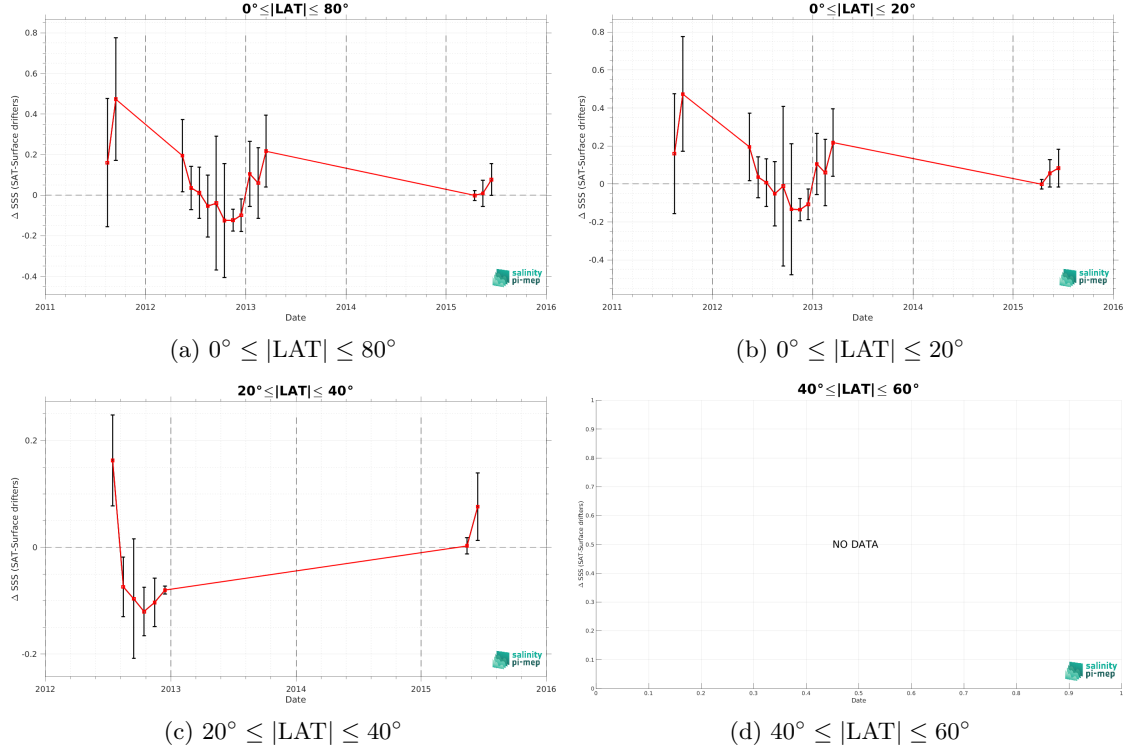 0°≤|LAT|≤ 80°
Δ SSS (SAT-Surface drifters)
0.8
0.6
0.4
0.2
0
-0.2
-0.4
2011
2012
2013
2014
2015
2016
Date
salinity
pi-mep
(a) 0° ≤ |LAT| ≤ 80°
0°≤|LAT|≤ 20°
Δ SSS (SAT-Surface drifters)
0.8
0.6
0.4
0.2
0
-0.2
-0.4
2011
2012
2013
2014
2015
2016
Date
salinity
pi-mep
(b) 0° ≤ |LAT| ≤ 20°
20°≤|LAT|≤ 40°
Δ SSS (SAT-Surface drifters)
0.2
0
-0.2
2012
2013
2014
2015
2016
Date
salinity
pi-mep
(c) 20° ≤ |LAT| ≤ 40°
40°≤|LAT|≤ 60°
Δ SSS (SAT-Surface drifters)
1
0.9
0.8
0.7
0.6
0.5
0.4
0.3
0.2
0.1
0
NO DATA
0
0.1
0.2
0.3
0.4
0.5
0.6
0.7
0.8
0.9
1
Date
salinity
pi-mep
(d) 40° ≤ |LAT| ≤ 60°